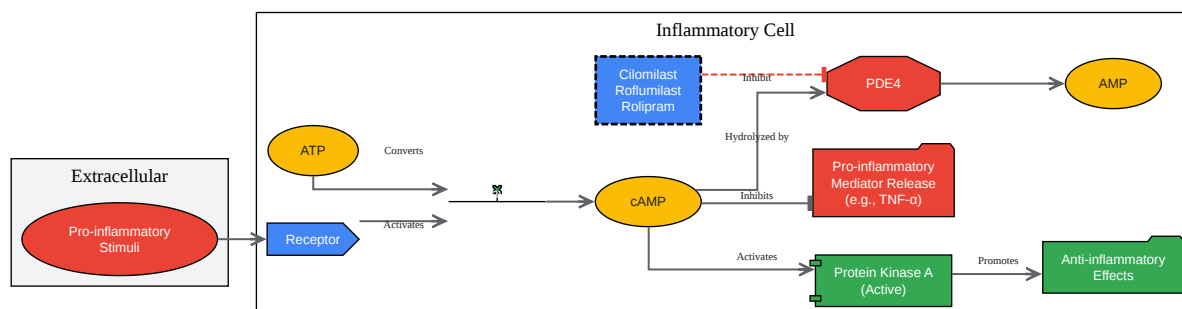 Inflammatory Cell
Extracellular
Pro-inflammatory
Stimuli
ATP
Converts
Receptor
Activates
Cilomilast
Roflumilast
Rolipram
Inhibit
PDE4
AMP
Hydrolyzed by
cAMP
Inhibits
Pro-inflammatory
Mediator Release
(e.g., TNF-α)
Activates
Protein Kinase A
(Active)
Promotes
Anti-inflammatory
Effects